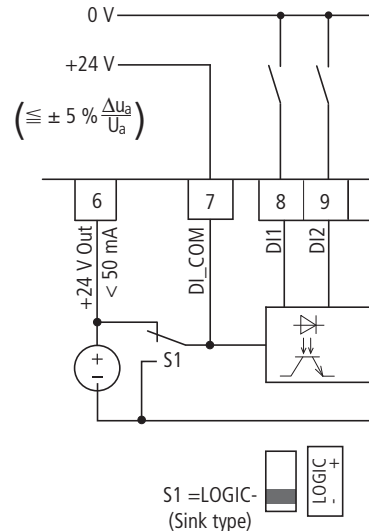 0 V
+24 V
(≦ ± 5 % Δua/Ua)
6
7
8
9
+24 V Out
< 50 mA
DI_COM
DI1
DI2
+
−
S1
S1 =LOGIC-
(Sink type)
LOGIC
- +